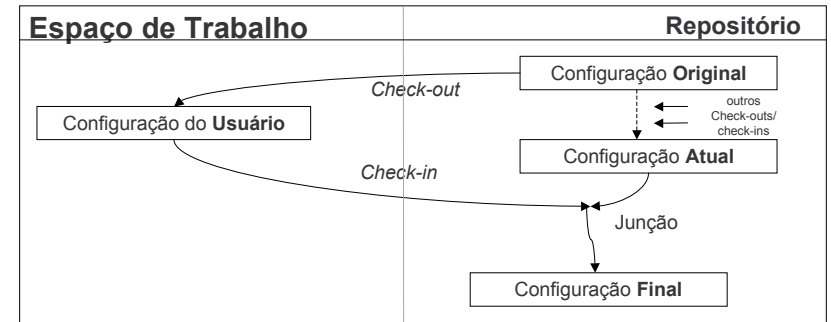 Espaço de Trabalho
Repositório
Configuração Original
Check-out
outros
Check-outs/
check-ins
Configuração do Usuário
Configuração Atual
Check-in
Junção
Configuração Final